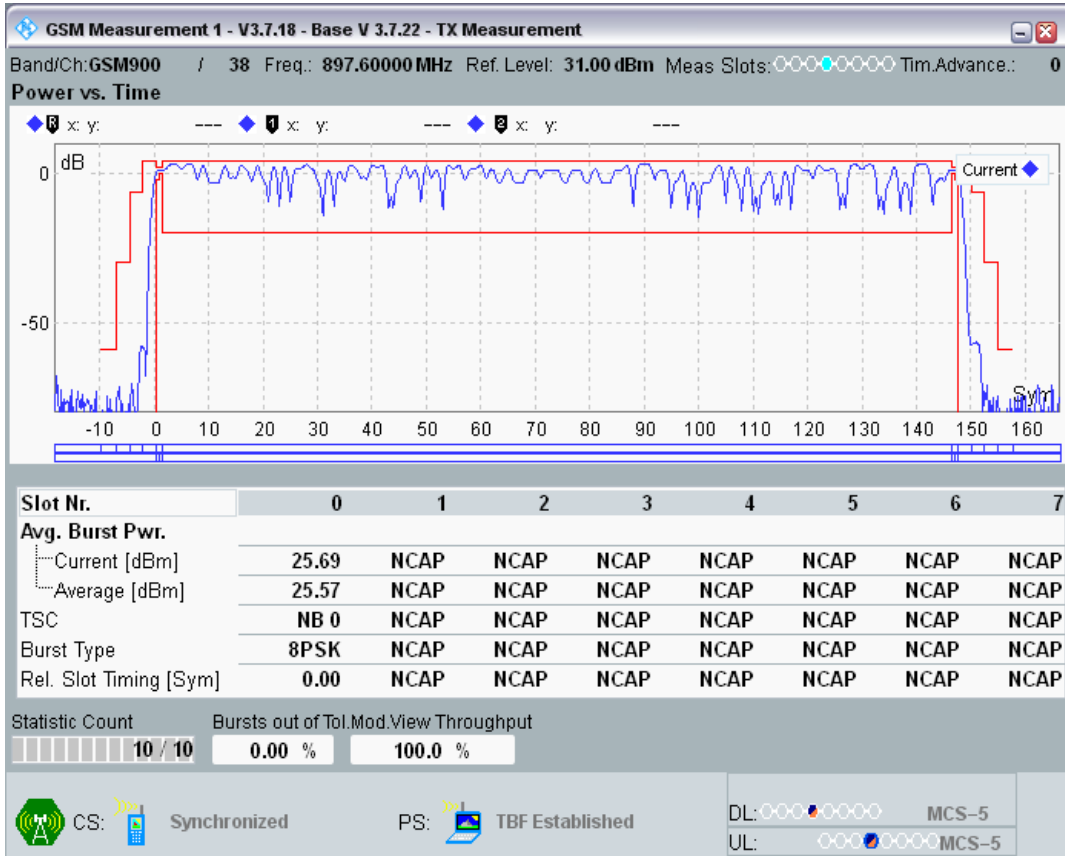 GSM Measurement 1 - V3.7.18 - Base V 3.7.22 - TX Measurement
Band/Ch:GSM900 / 38 Freq.: 897.60000 MHz Ref. Level: 31.00 dBm Meas Slots: Tim.Advance.: 0
Power vs. Time
R x: y: --- 1 x: y: --- 2 x: y: ---
dB
Current
0
-50
Sym
-10 0 10 20 30 40 50 60 70 80 90 100 110 120 130 140 150 160
Slot Nr. 0 1 2 3 4 5 6 7
Avg. Burst Pwr.
Current [dBm] 25.69 NCAP NCAP NCAP NCAP NCAP NCAP NCAP
Average [dBm] 25.57 NCAP NCAP NCAP NCAP NCAP NCAP NCAP
TSC NB 0 NCAP NCAP NCAP NCAP NCAP NCAP NCAP
Burst Type 8PSK NCAP NCAP NCAP NCAP NCAP NCAP NCAP
Rel. Slot Timing [Sym] 0.00 NCAP NCAP NCAP NCAP NCAP NCAP NCAP
Statistic Count Bursts out of Tol.Mod.View Throughput
10 / 10 0.00 % 100.0 %
CS: Synchronized PS: TBF Established DL: MCS-5
UL: MCS-5